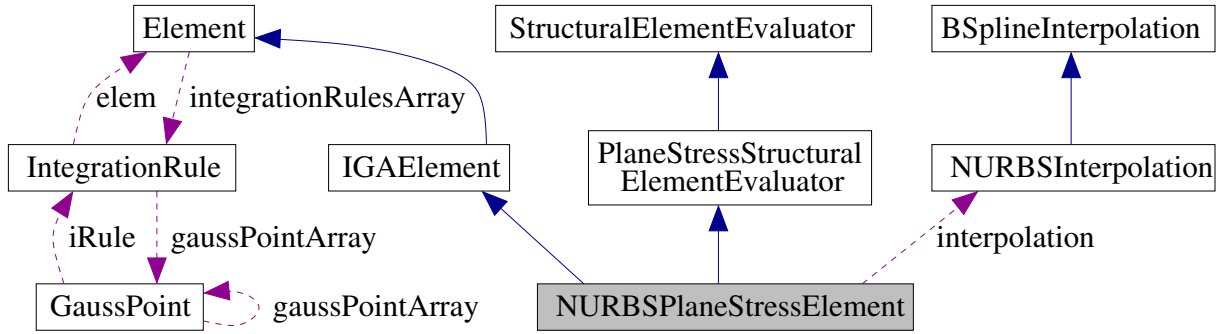 Element
StructuralElementEvaluator
BSplineInterpolation
elem
integrationRulesArray
IntegrationRule
IGAElement
PlaneStressStructural
ElementEvaluator
NURBSInterpolation
iRule
gaussPointArray
interpolation
GaussPoint
gaussPointArray
NURBSPlaneStressElement